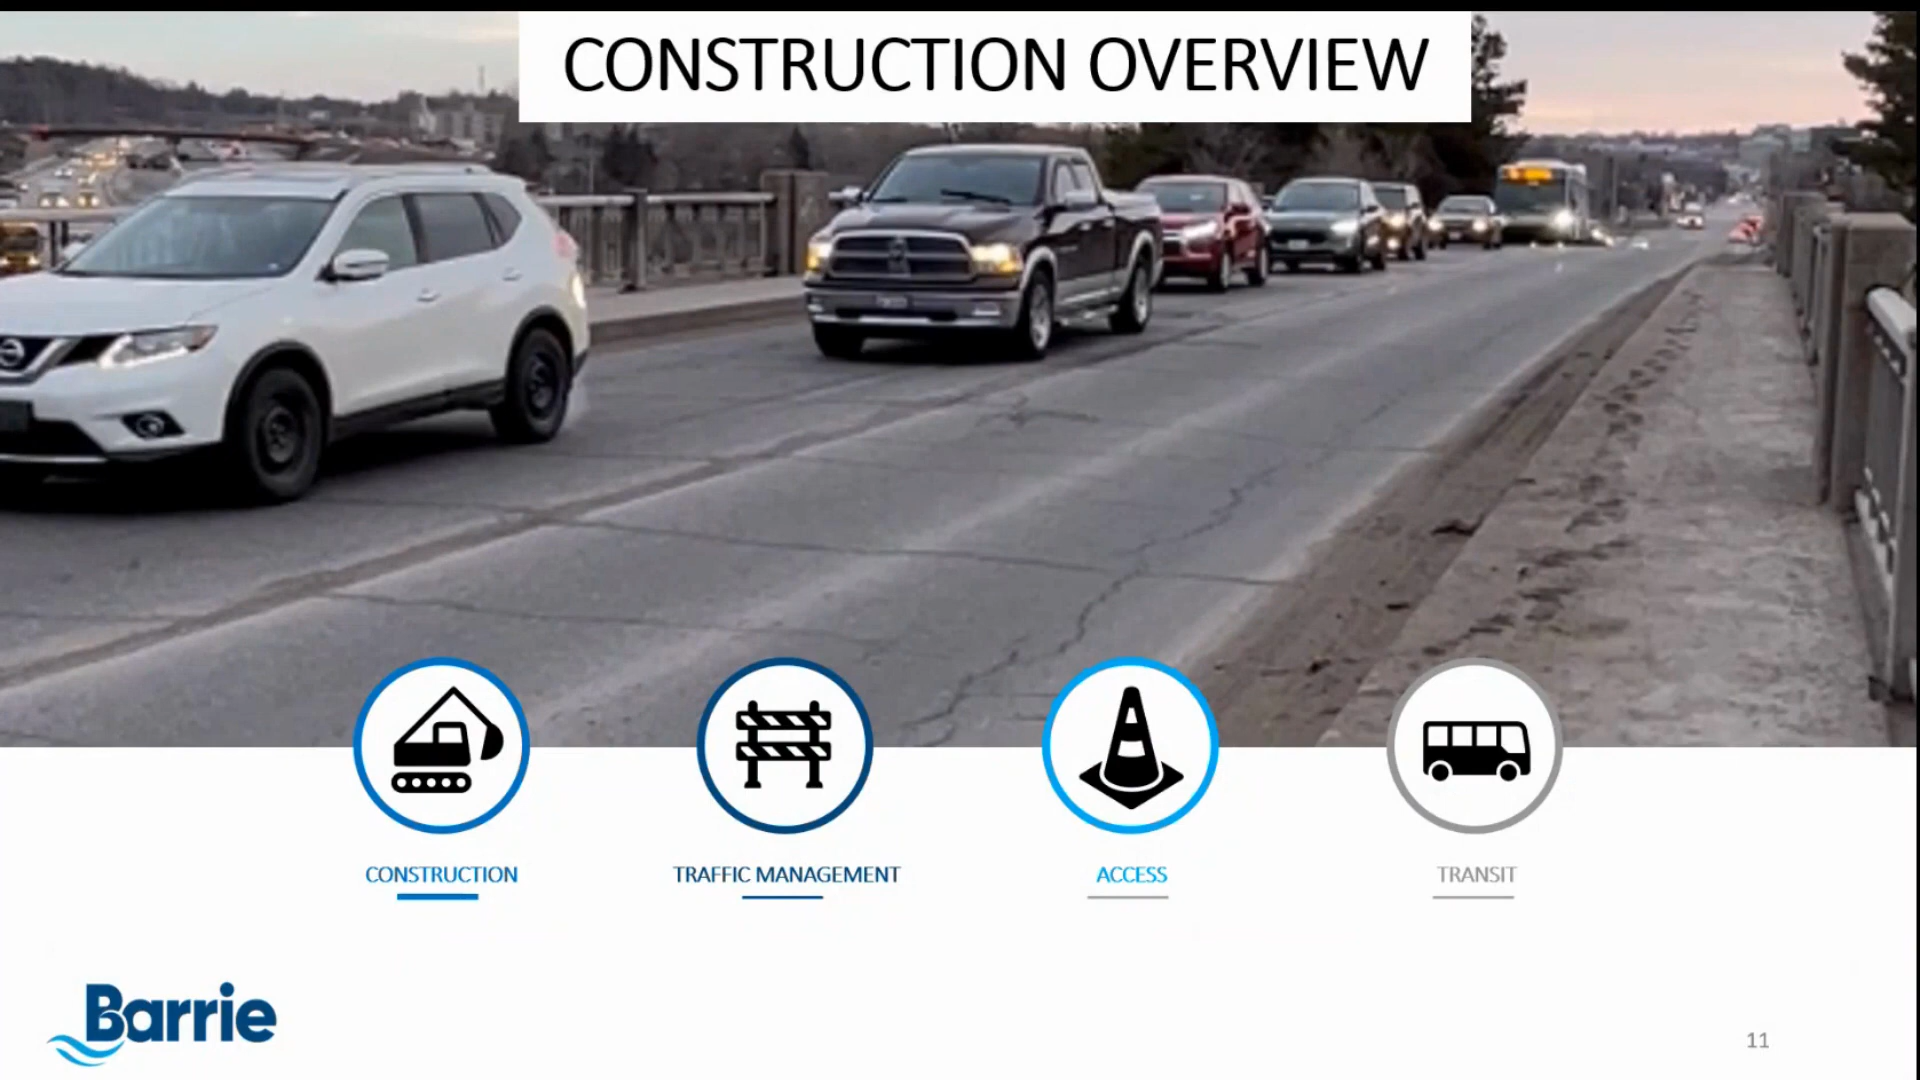 CONSTRUCTION OVERVIEW
CONSTRUCTION
TRAFFIC MANAGEMENT
ACCESS
TRANSIT
Barrie
11